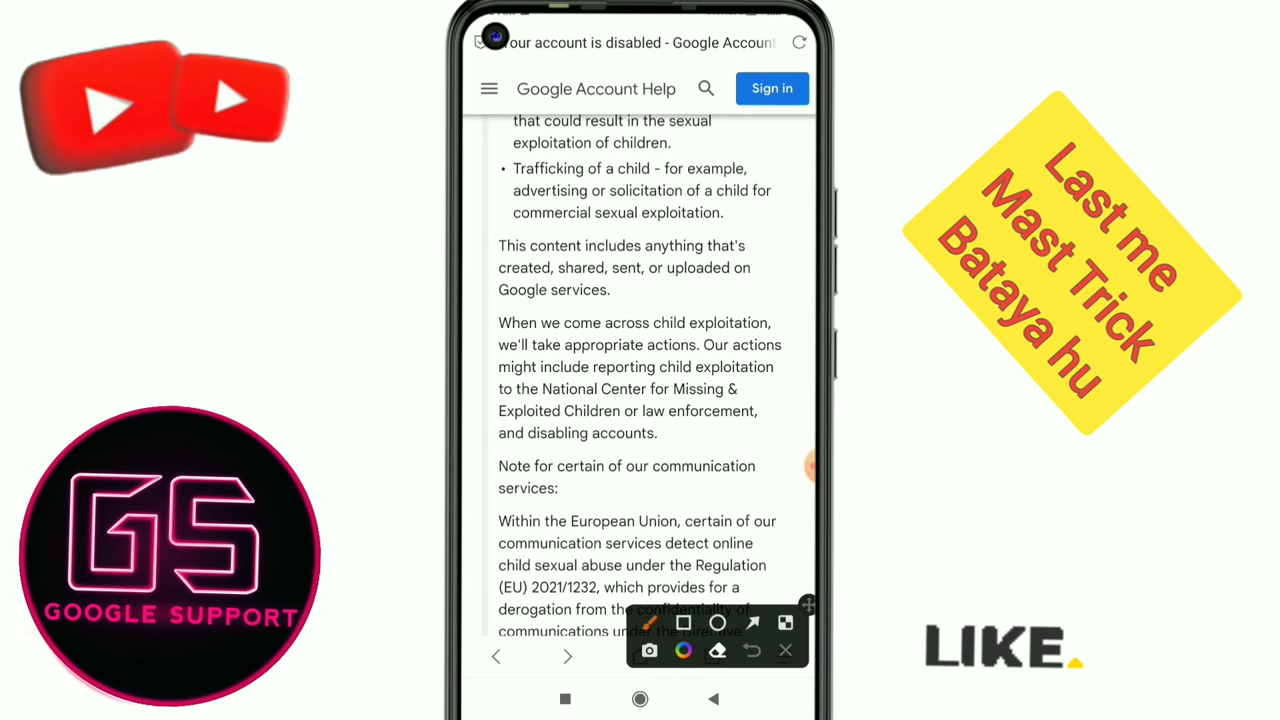 our account is disabled - Google Account
Google Account Help
Sign in
that could result in the sexual
exploitation of children.
• Trafficking of a child - for example,
advertising or solicitation of a child for
commercial sexual exploitation.
This content includes anything that's
created, shared, sent, or uploaded on
Google services.
When we come across child exploitation,
we'll take appropriate actions. Our actions
might include reporting child exploitation
to the National Center for Missing &
Exploited Children or law enforcement,
and disabling accounts.
Note for certain of our communication
services:
Within the European Union, certain of our
communication services detect online
child sexual abuse under the Regulation
(EU) 2021/1232, which provides for a
derogation from the confidentiality of
communications under the Directive
Last me
Mast Trick
Bataya hu
GS
GOOGLE SUPPORT
LIKE.